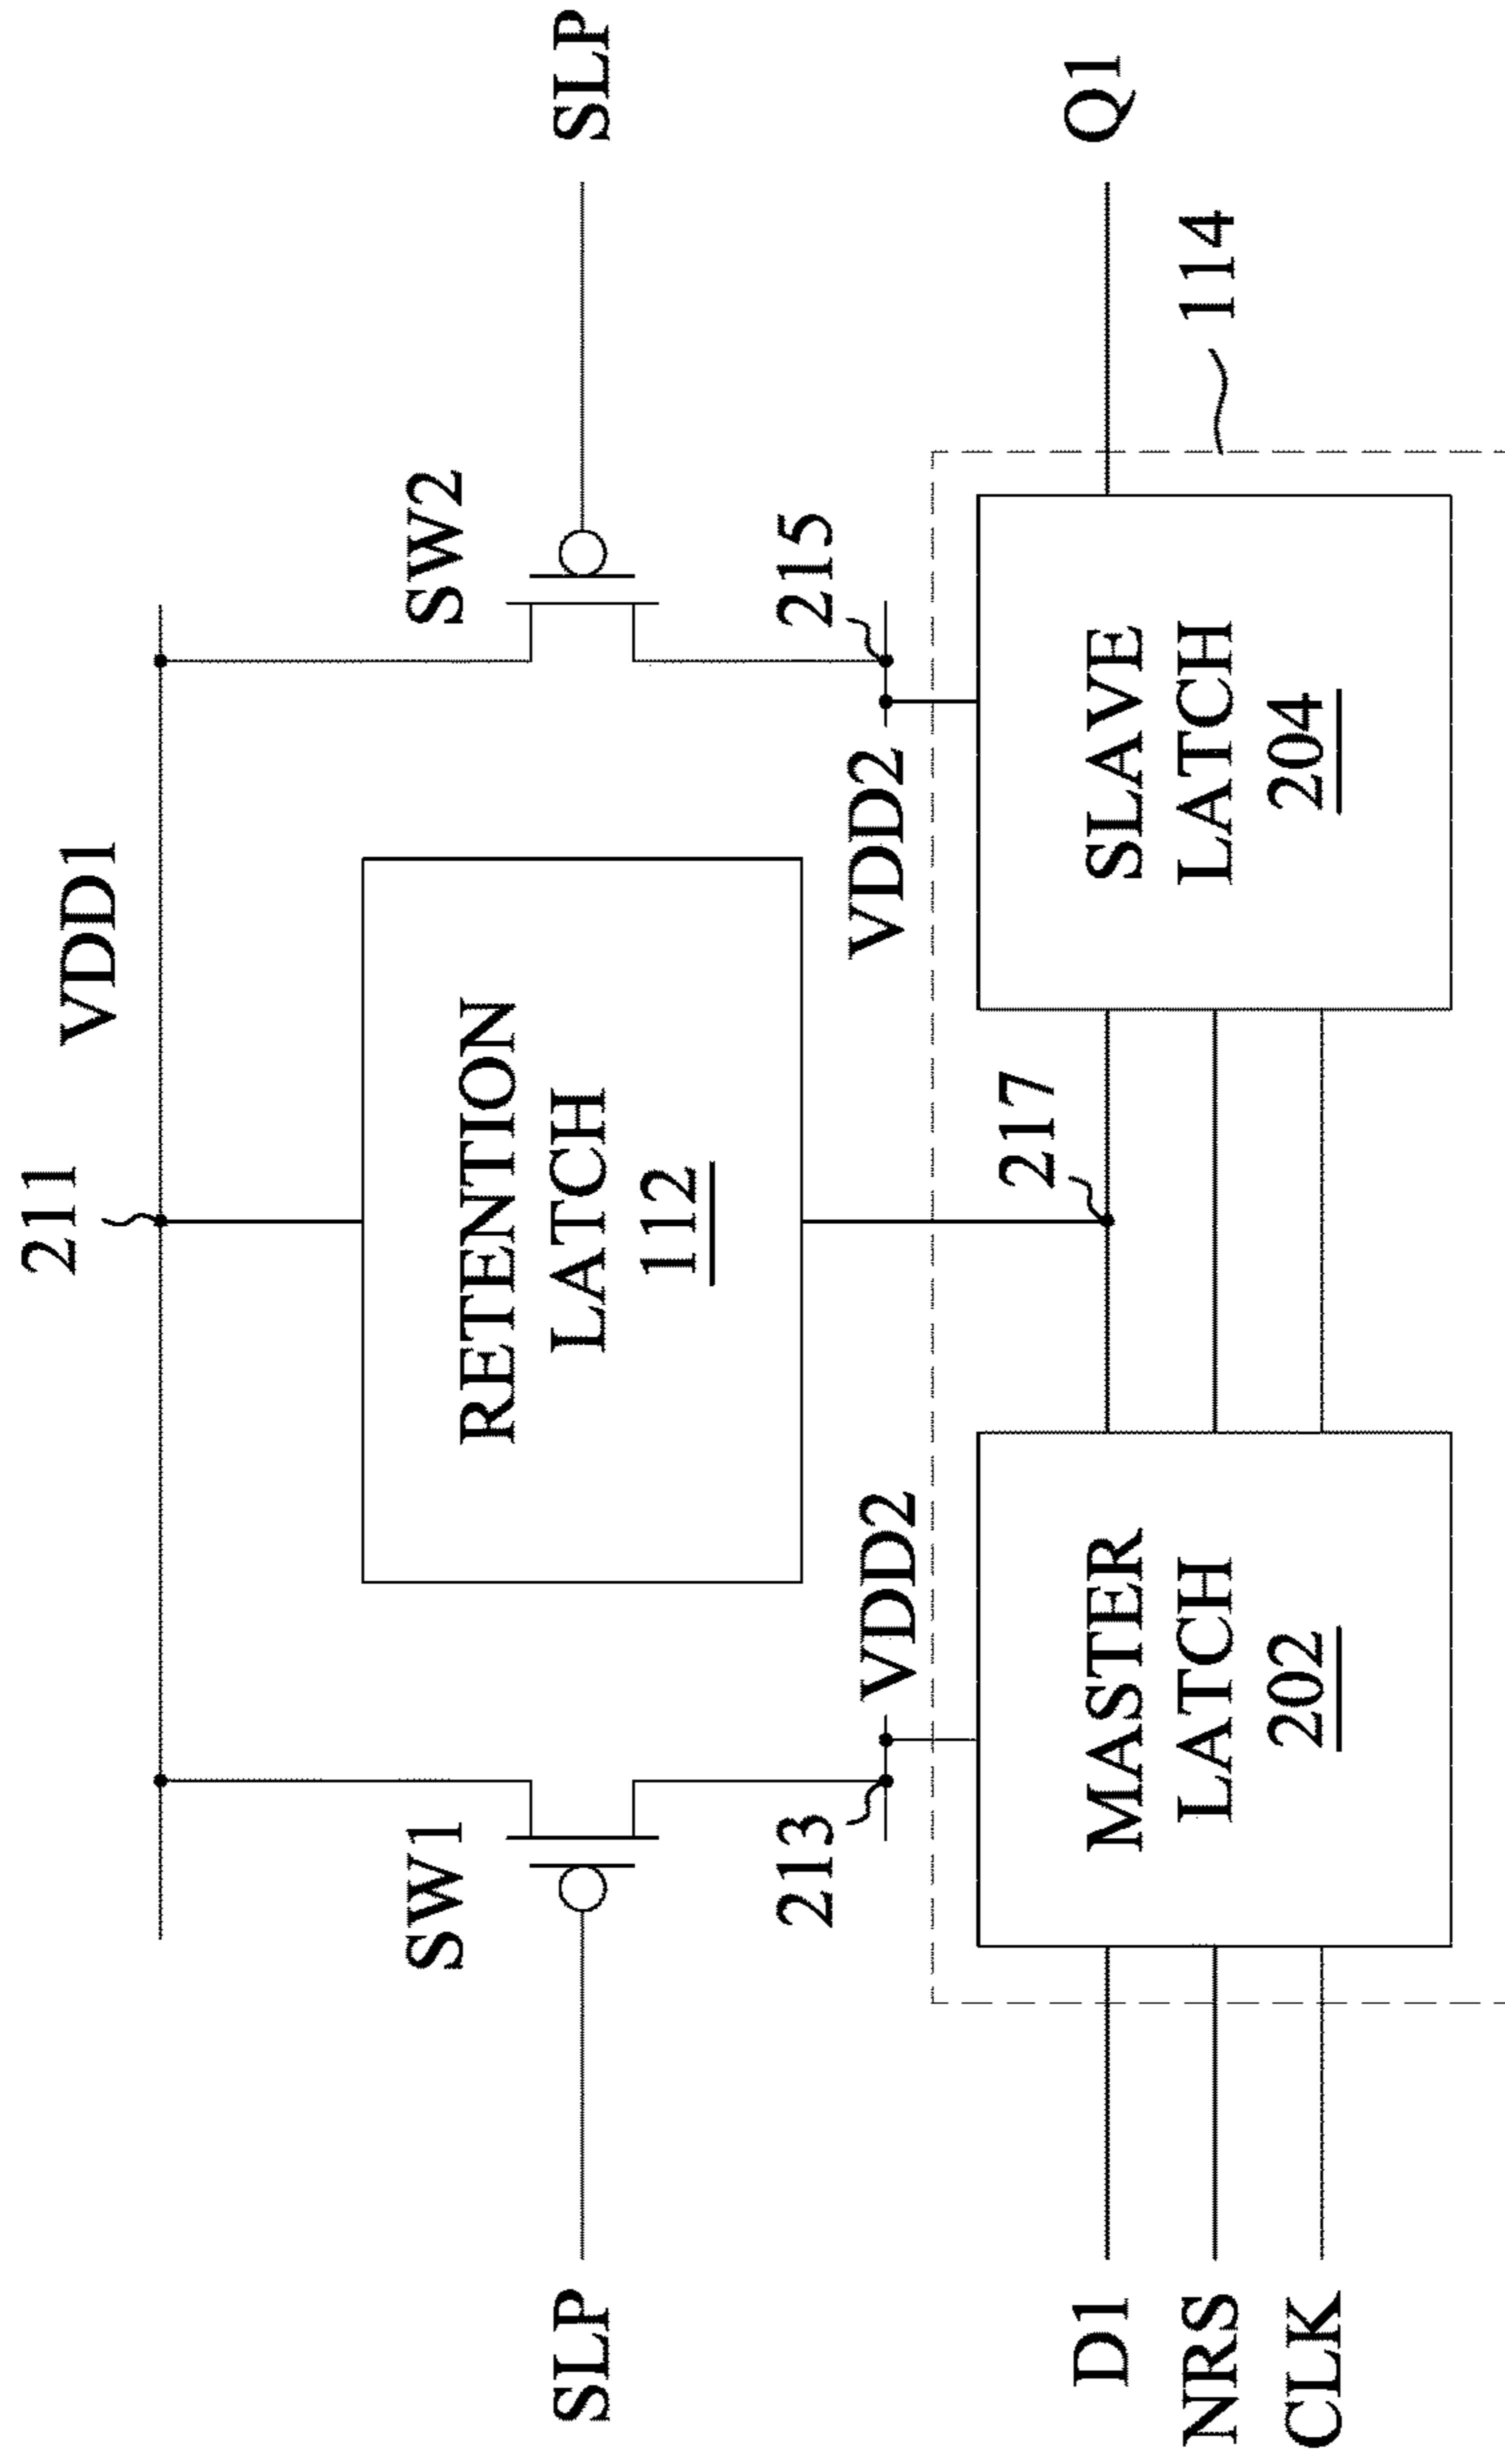 211
VDD1
SW1
SW2
SLP
SLP
RETENTION
LATCH
112
213
215
VDD2
VDD2
217
D1
NRS
CLK
MASTER
LATCH
202
SLAVE
LATCH
204
Q1
114